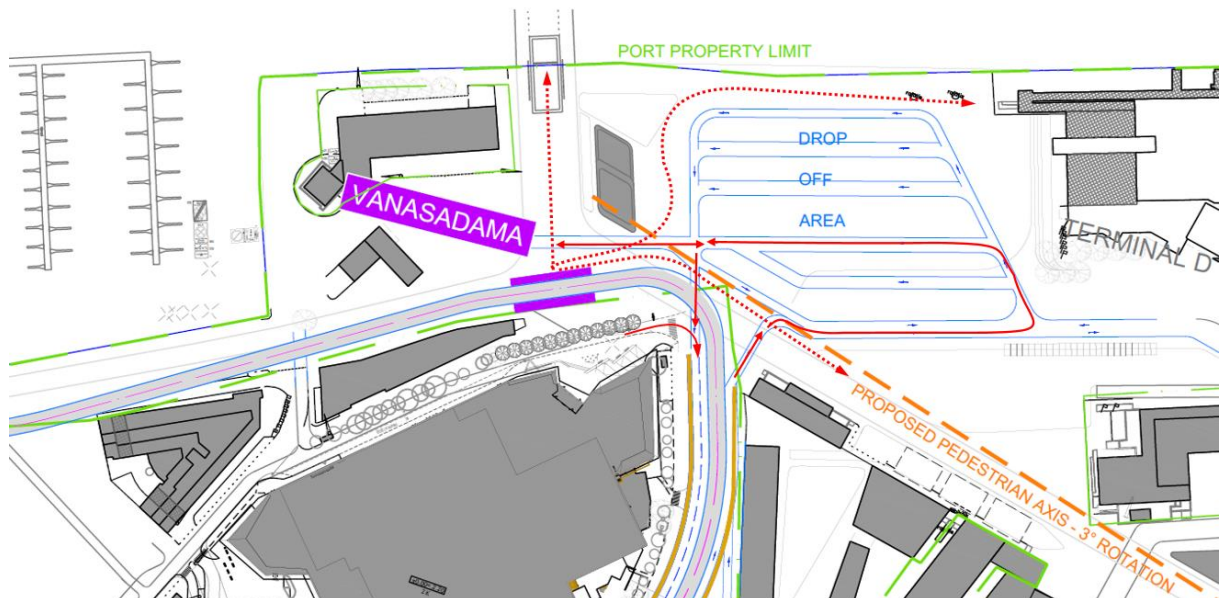 PORT PROPERTY LIMIT
DROP
OFF
AREA
VANASADAMA
TERMINAL D
PROPOSED PEDESTRIAN AXIS - 3° ROTATION